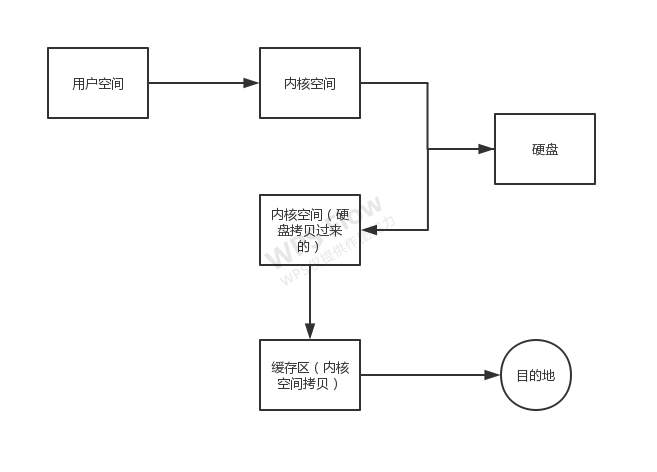 用户空间
内核空间
硬盘
内核空间（硬
盘拷贝过来
的）
WPS Flow
缓存区（内核
空间拷贝）
目的地